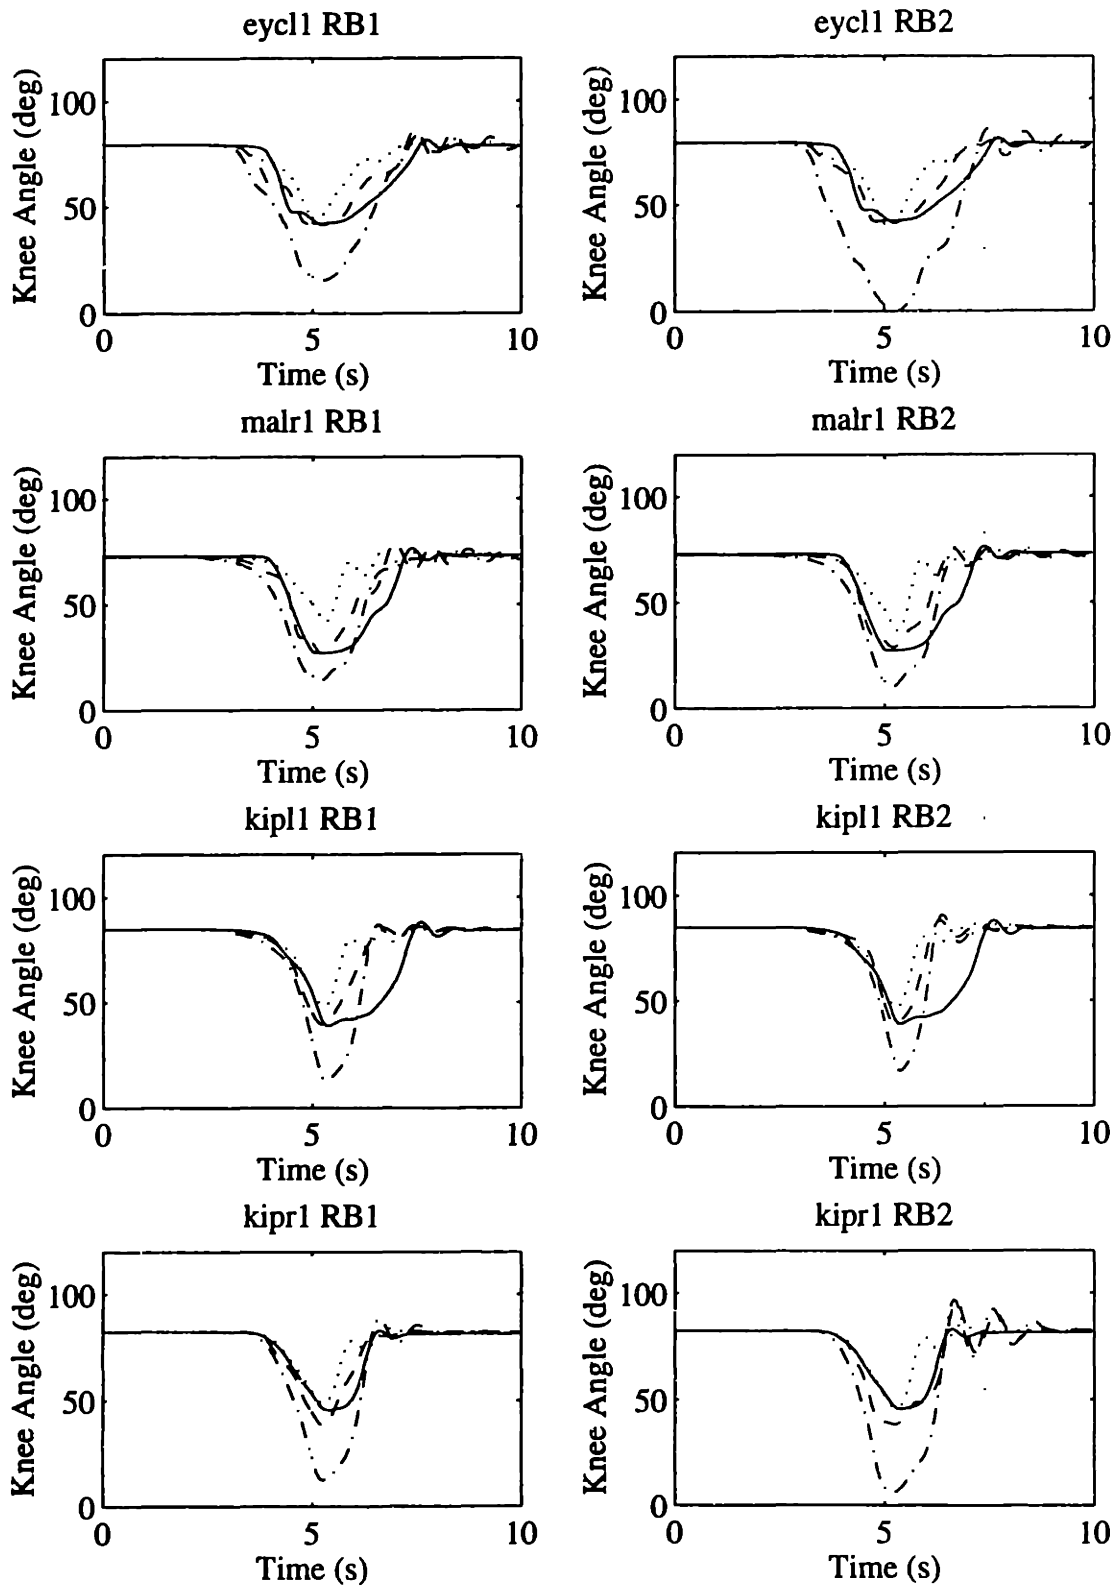 eycl1 RB1
Knee Angle (deg)
100
50
0
0 5 10
Time (s)
eycl1 RB2
Knee Angle (deg)
100
50
0
0 5 10
Time (s)
malr1 RB1
Knee Angle (deg)
100
50
0
0 5 10
Time (s)
malr1 RB2
Knee Angle (deg)
100
50
0
0 5 10
Time (s)
kipl1 RB1
Knee Angle (deg)
100
50
0
0 5 10
Time (s)
kipl1 RB2
Knee Angle (deg)
100
50
0
0 5 10
Time (s)
kipr1 RB1
Knee Angle (deg)
100
50
0
0 5 10
Time (s)
kipr1 RB2
Knee Angle (deg)
100
50
0
0 5 10
Time (s)